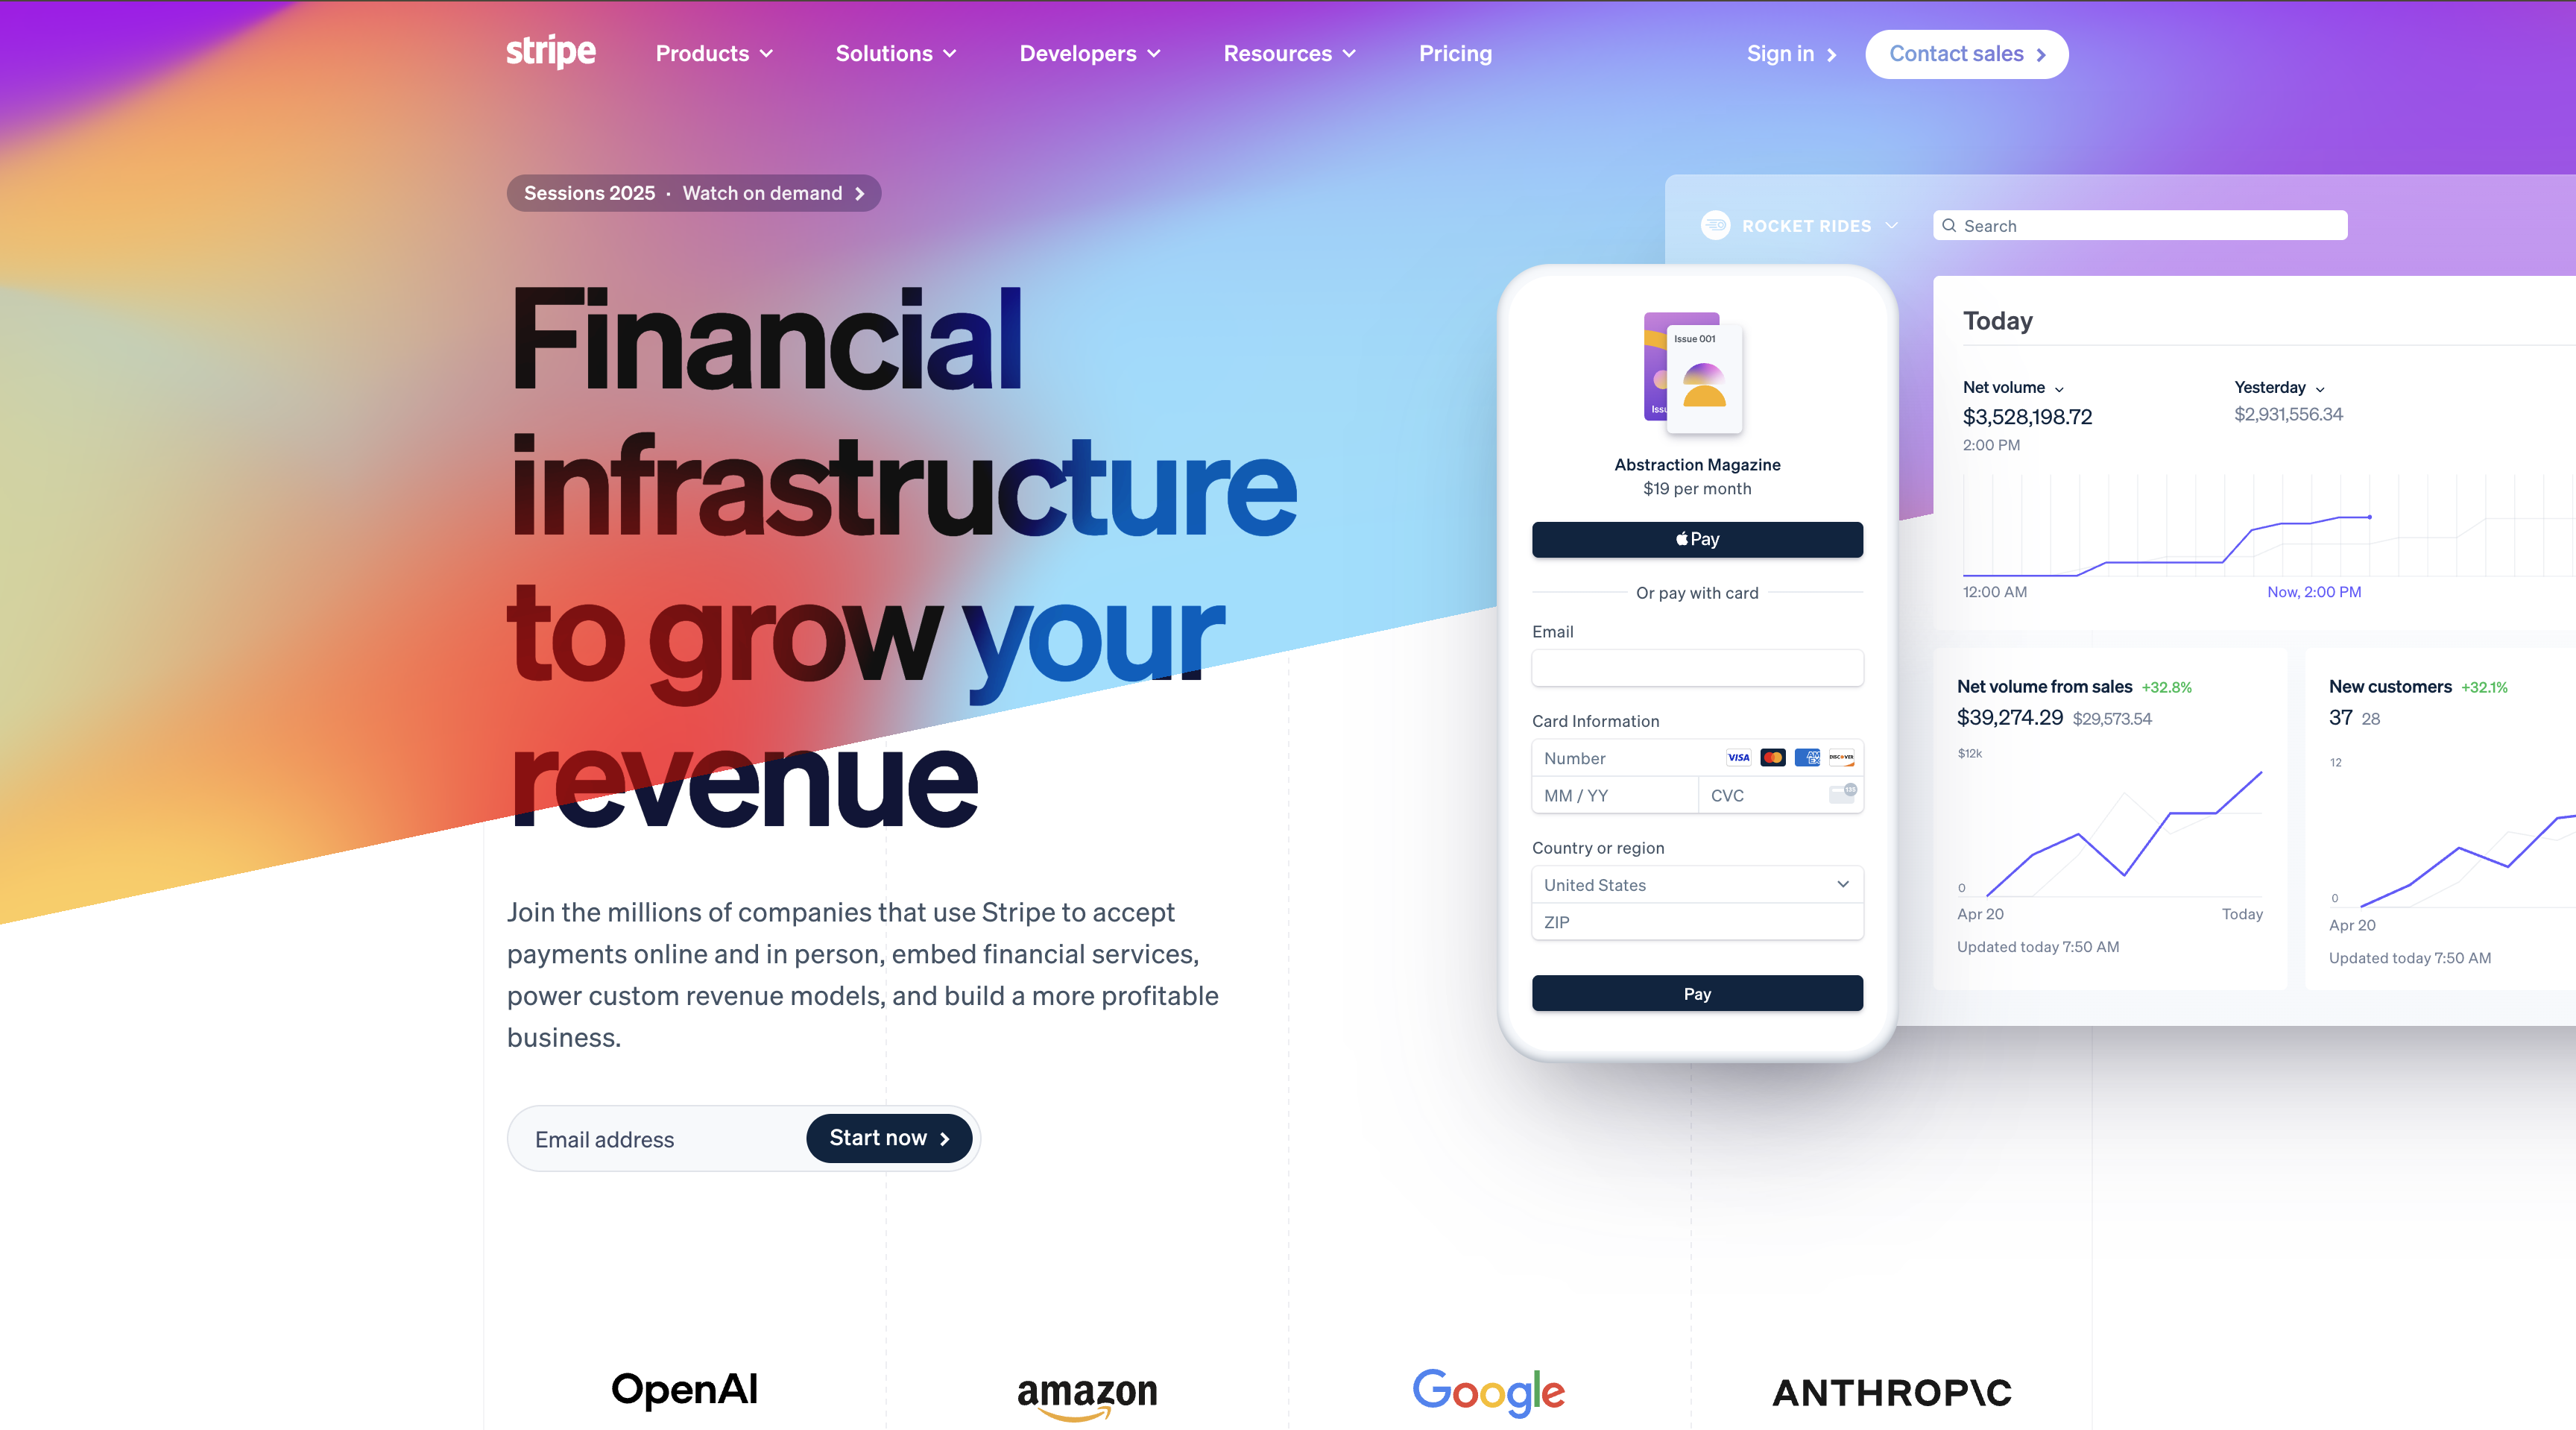 stripe
Products
Solutions
Developers
Resources
Pricing
Sign in
Contact sales
Sessions 2025 · Watch on demand
Financial
infrastructure
to grow your
revenue
Join the millions of companies that use Stripe to accept
payments online and in person, embed financial services,
power custom revenue models, and build a more profitable
business.
Email address
Start now
Issue 001
Abstraction Magazine
$19 per month
Pay
Or pay with card
Email
Card Information
Number
VISA
AMEX
DISCOVER
MM / YY
CVC
135
Country or region
United States
ZIP
Pay
ROCKET RIDES
Search
Today
Net volume
Yesterday
$3,528,198.72
$2,931,556.34
2:00 PM
12:00 AM
Now, 2:00 PM
Net volume from sales +32.8%
$39,274.29 $29,573.54
$12k
0
Apr 20
Today
Updated today 7:50 AM
New customers +32.1%
37 28
12
0
Apr 20
Updated today 7:50 AM
OpenAI
amazon
Google
ANTHROP\C